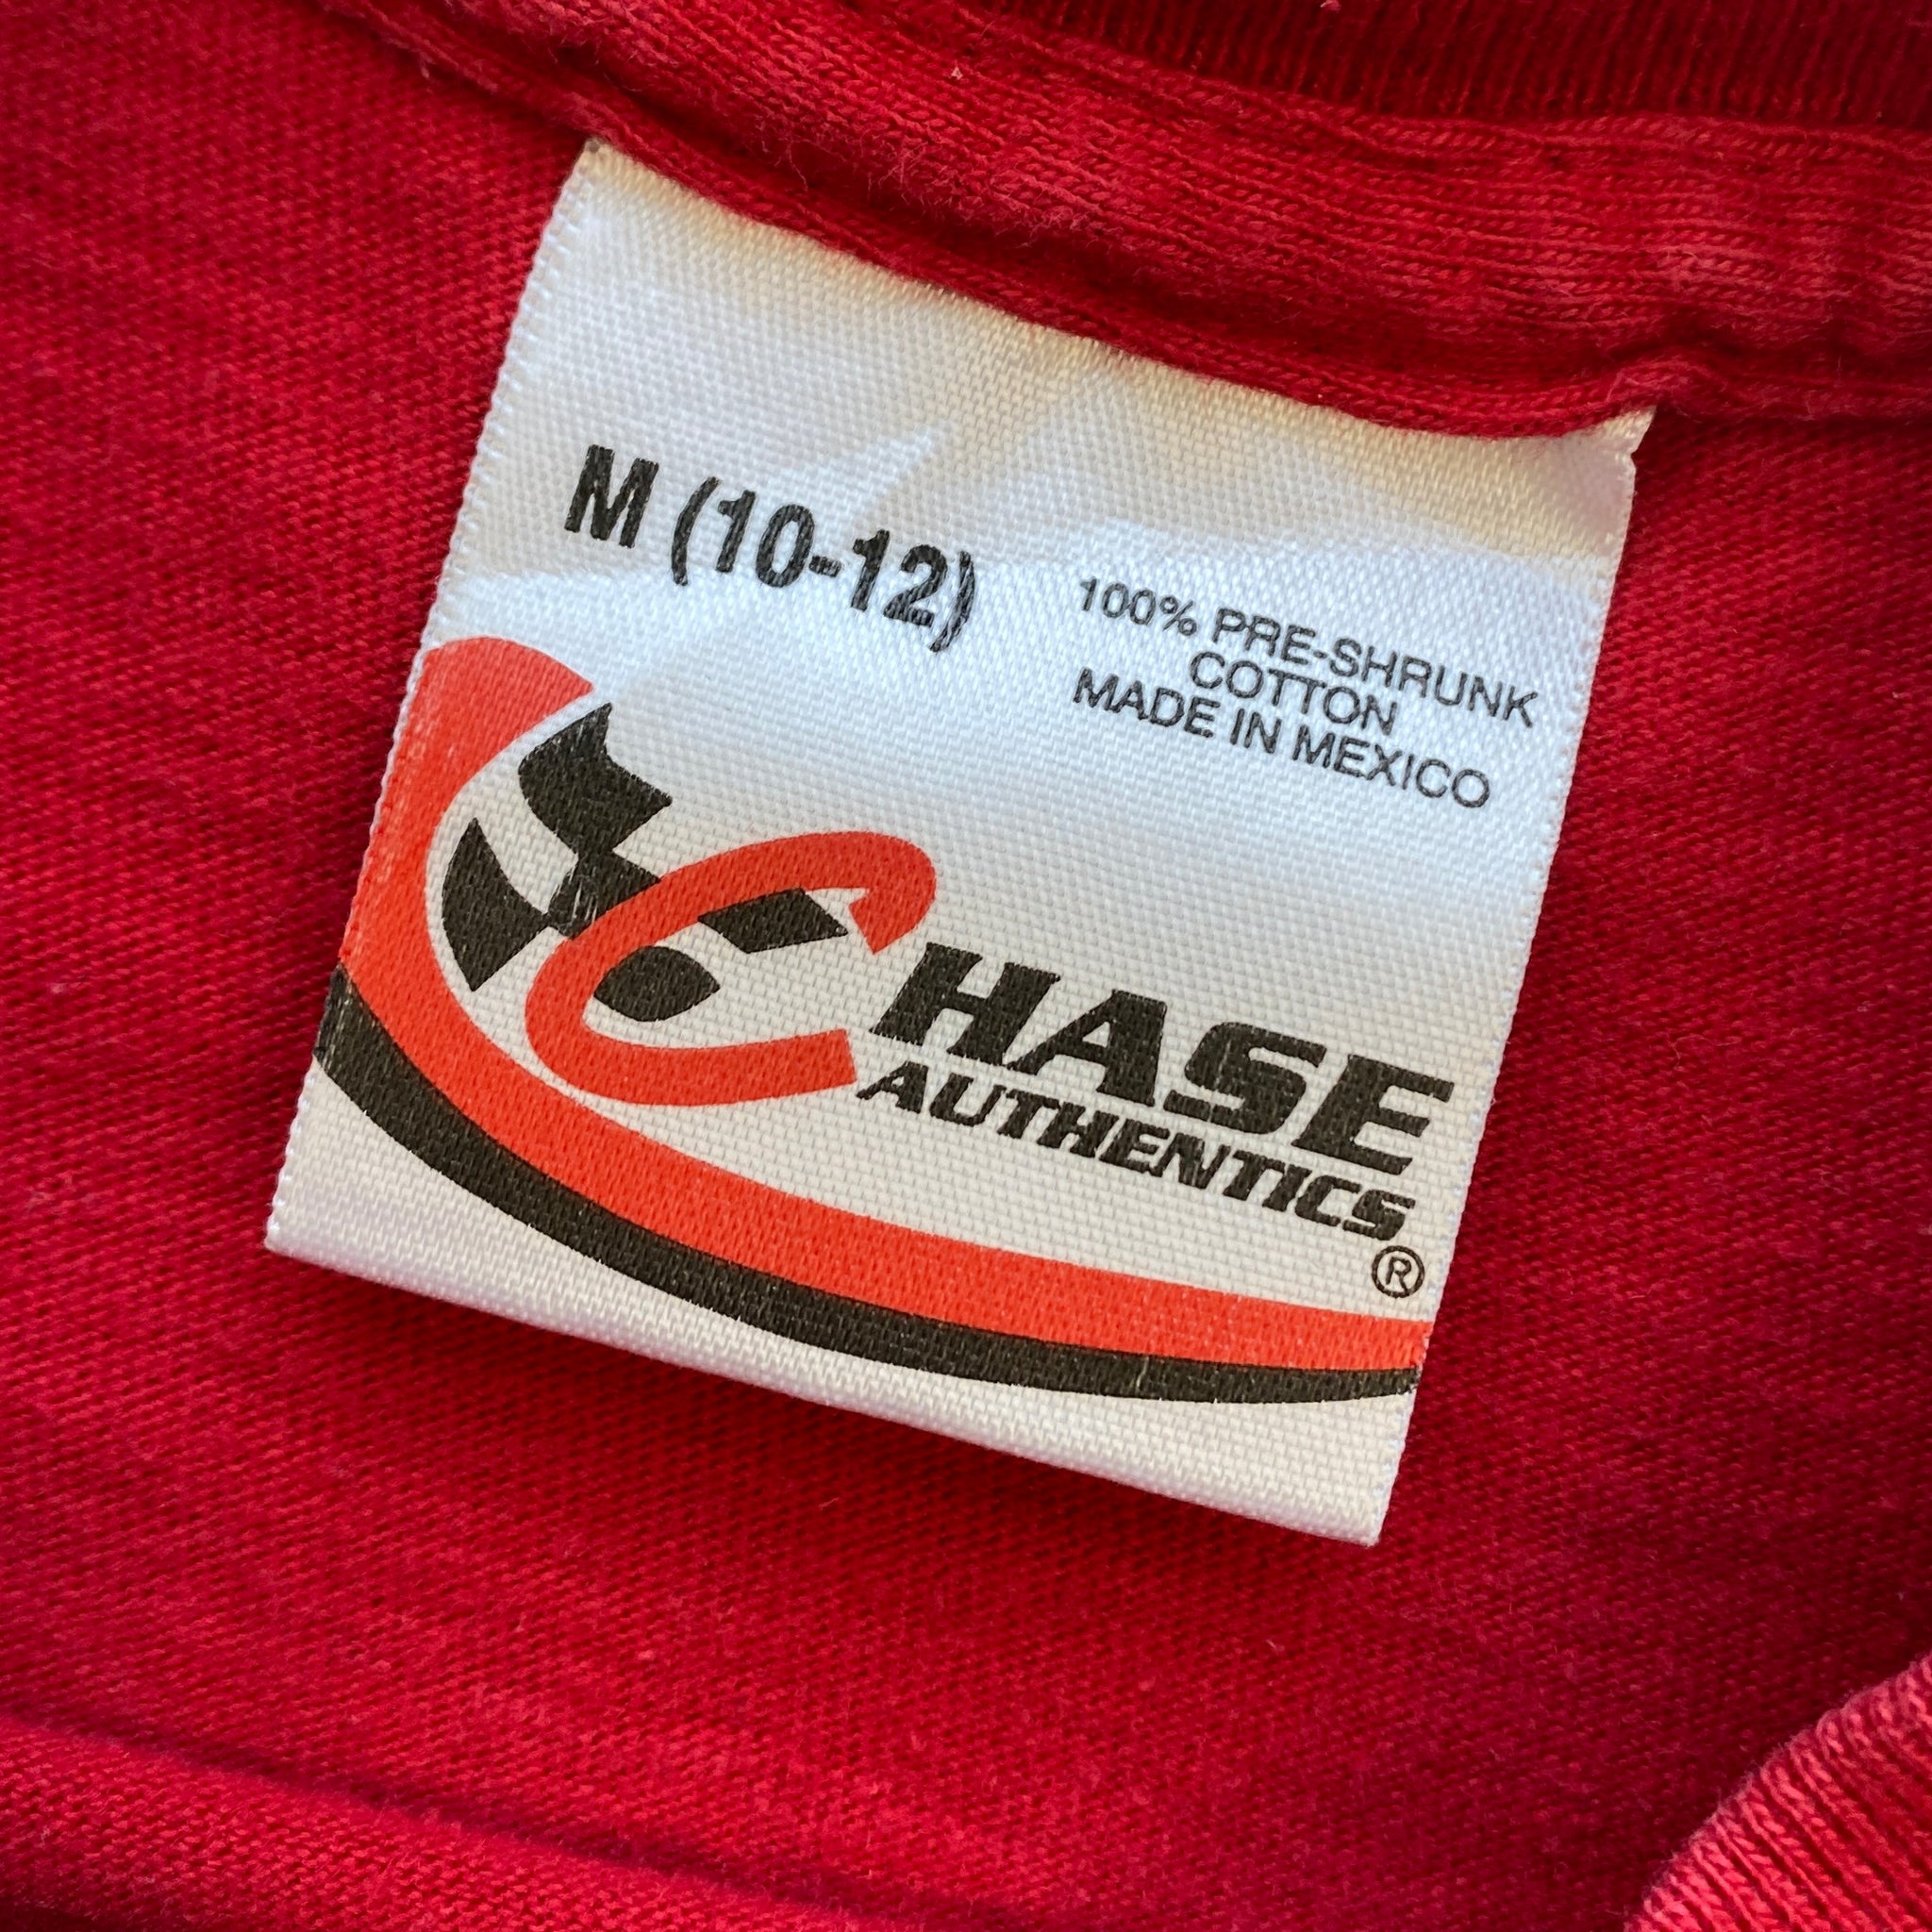 M (10-12)
100% PRE-SHRUNK
COTTON
MADE IN MEXICO
CHASE
AUTHENTICS
®